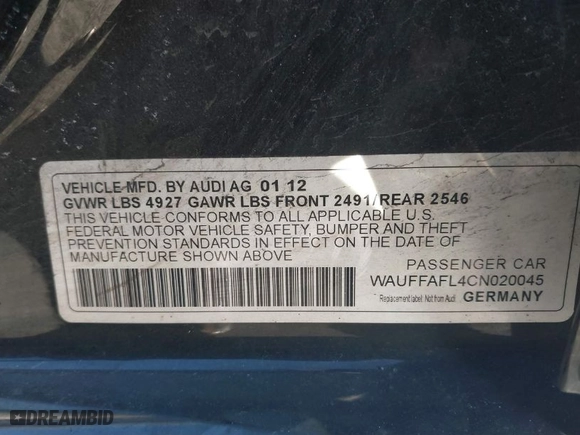 VEHICLE MFD. BY AUDI AG 01 12
GVWR LBS 4927 GAWR LBS FRONT 2491/REAR 2546
THIS VEHICLE CONFORMS TO ALL APPLICABLE U.S.
FEDERAL MOTOR VEHICLE SAFETY, BUMPER AND THEFT
PREVENTION STANDARDS IN EFFECT ON THE DATE OF
MANUFACTURE SHOWN ABOVE
PASSENGER CAR
WAUFFAFL4CN020045
Replacement label. Not from Audi GERMANY
DREAMBID